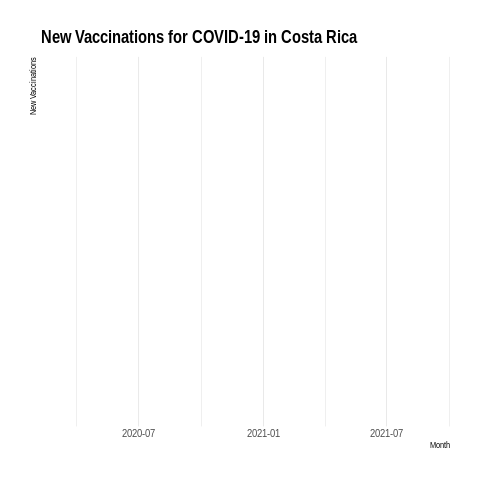 New Vaccinations for COVID-19 in Costa Rica
New Vaccinations
2020-07
2021-01
2021-07
Month